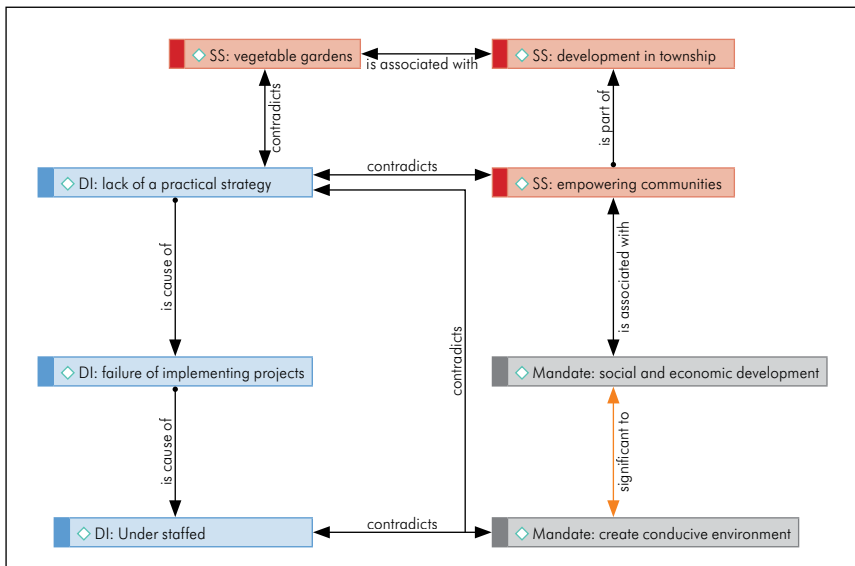 SS: vegetable gardens
is associated with
SS: development in township
contradicts
is part of
DI: lack of a practical strategy
contradicts
SS: empowering communities
is cause of
is associated with
contradicts
DI: failure of implementing projects
Mandate: social and economic development
is cause of
significant to
DI: Under staffed
contradicts
Mandate: create conducive environment